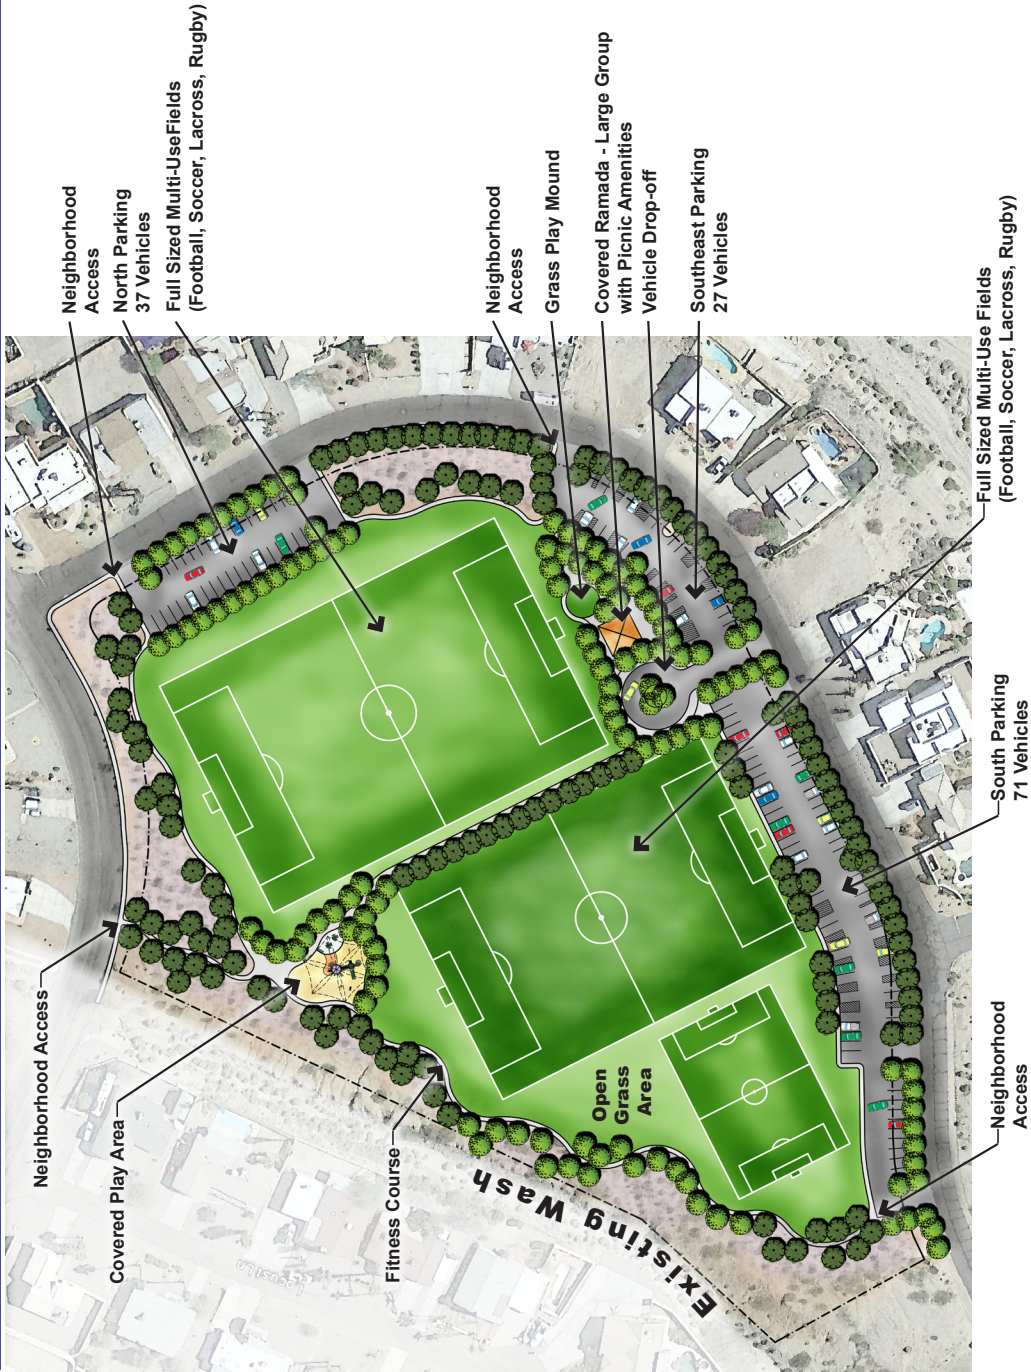 Neighborhood
Access
North Parking
37 Vehicles
Full Sized Multi-UseFields
(Football, Soccer, Lacross, Rugby)
Neighborhood
Access
Grass Play Mound
Covered Ramada - Large Group
with Picnic Amenities
Vehicle Drop-off
Southeast Parking
27 Vehicles
Full Sized Multi-Use Fields
(Football, Soccer, Lacross, Rugby)
South Parking
71 Vehicles
Neighborhood
Access
Neighborhood Access
Covered Play Area
Fitness Course
Open
Grass
Area
Existing Wash